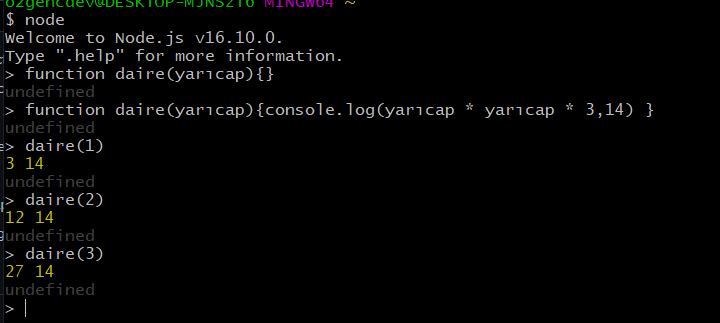 ozgencdev@DESKTOP-MJNSZT6 MINGW64 ~
$ node
Welcome to Node.js v16.10.0.
Type ".help" for more information.
> function daire(yarıcap){}
undefined
> function daire(yarıcap){console.log(yarıcap * yarıcap * 3,14) }
undefined
> daire(1)
3 14
undefined
> daire(2)
12 14
undefined
> daire(3)
27 14
undefined
>